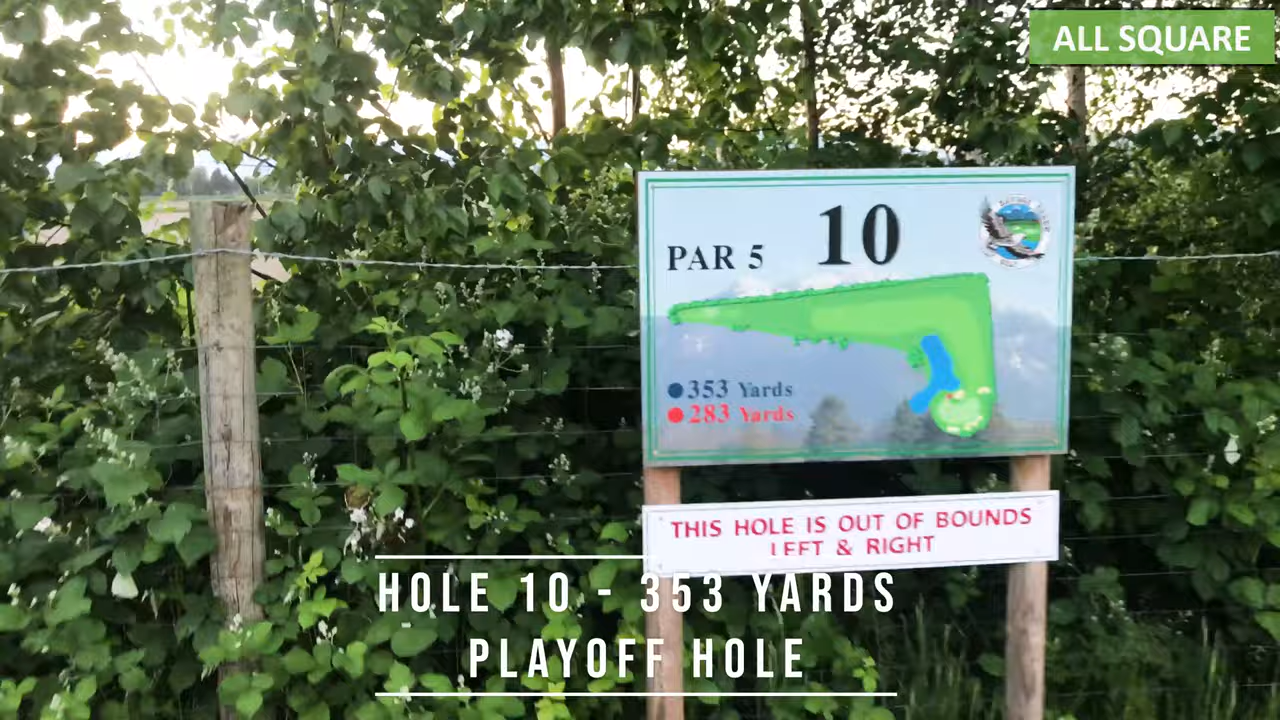 ALL SQUARE
10
PAR 5
353 Yards
283 Yards
THIS HOLE IS OUT OF BOUNDS
LEFT & RIGHT
HOLE 10 - 353 YARDS
PLAYOFF HOLE